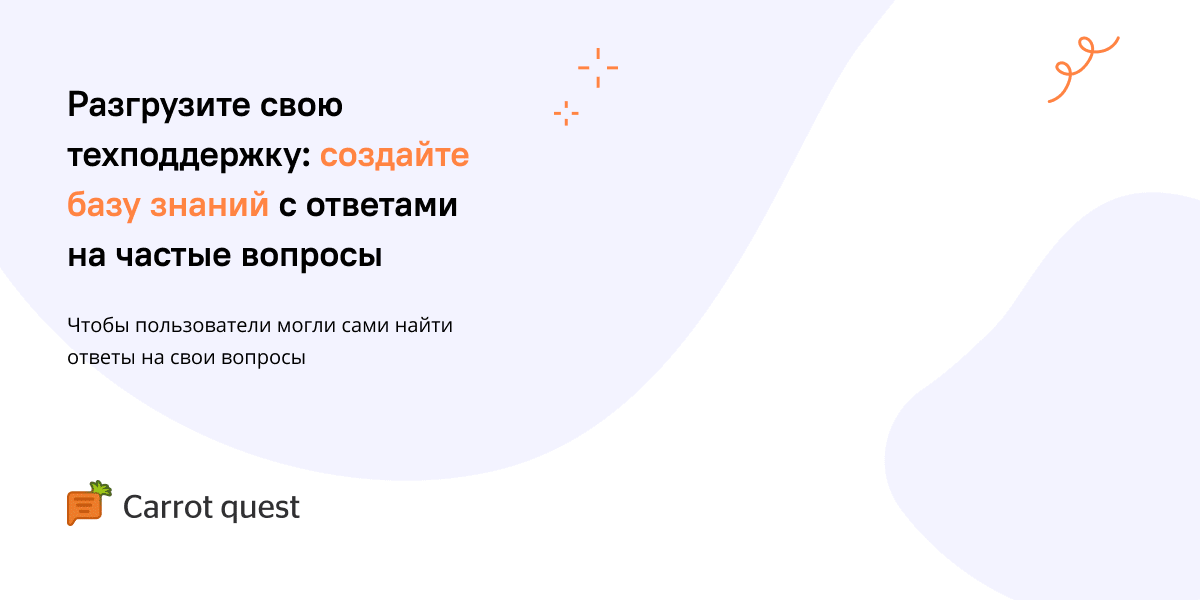 Разгрузите свою
техподдержку: создайте
базу знаний с ответами
на частые вопросы
Чтобы пользователи могли сами найти
ответы на свои вопросы
Carrot quest